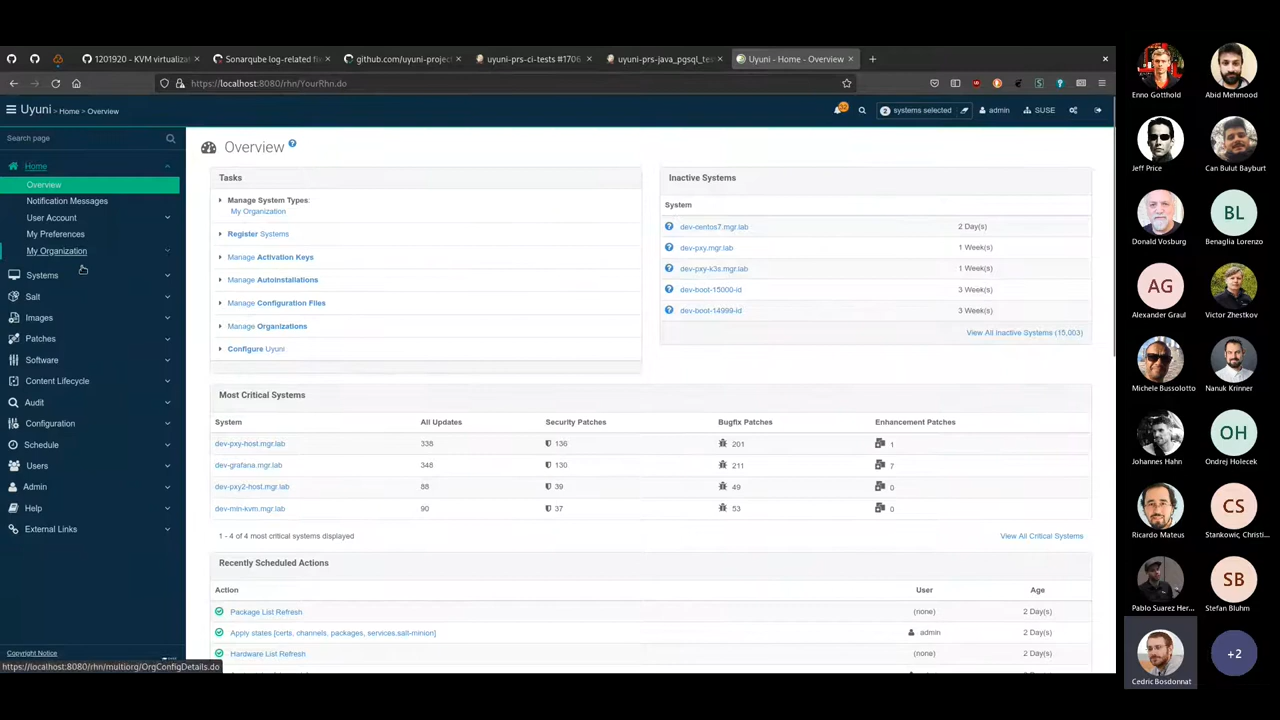 1201920 - KVM virtualizat
Sonarqube log-related fi
github.com/uyuni-projec
uyuni-prs-ci-tests #1706
uyuni-prs-java_pgsql_tes
Uyuni - Home - Overview
https://localhost:8080/rhn/YourRhn.do
Uyuni > Home > Overview
2 systems selected
admin
SUSE
Search page
Home
Overview
Notification Messages
User Account
My Preferences
My Organization
Systems
Salt
Images
Patches
Software
Content Lifecycle
Audit
Configuration
Schedule
Users
Admin
Help
External Links
Copyright Notice
https://localhost:8080/rhn/multiorg/OrgConfigDetails.do
Overview
Tasks
Manage System Types:
My Organization
Register Systems
Manage Activation Keys
Manage Autoinstallations
Manage Configuration Files
Manage Organizations
Configure Uyuni
Inactive Systems
System
dev-centos7.mgr.lab 2 Day(s)
dev-pxy.mgr.lab 1 Week(s)
dev-pxy-k3s.mgr.lab 1 Week(s)
dev-boot-15000-id 3 Week(s)
dev-boot-14999-id 3 Week(s)
View All Inactive Systems (15,003)
Most Critical Systems
System All Updates Security Patches Bugfix Patches Enhancement Patches
dev-pxy-host.mgr.lab 338 136 201 1
dev-grafana.mgr.lab 348 130 211 7
dev-pxy2-host.mgr.lab 88 39 49 0
dev-min-kvm.mgr.lab 90 37 53 0
1 - 4 of 4 most critical systems displayed
View All Critical Systems
Recently Scheduled Actions
Action User Age
Package List Refresh (none) 2 Day(s)
Apply states [certs, channels, packages, services,salt-minion] admin 2 Day(s)
Hardware List Refresh (none) 2 Day(s)
Enno Gotthold
Abid Mehmood
Jeff Price
Can Bulut Bayburt
BL
Donald Vosburg
Benaglia Lorenzo
AG
Alexander Graul
Victor Zhestkov
Michele Bussolotto
Nanuk Krinner
OH
Johannes Hahn
Ondrej Holecek
CS
Ricardo Mateus
Stankowic, Christi...
SB
Pablo Suarez Her...
Stefan Bluhm
+2
Cedric Bosdonnat